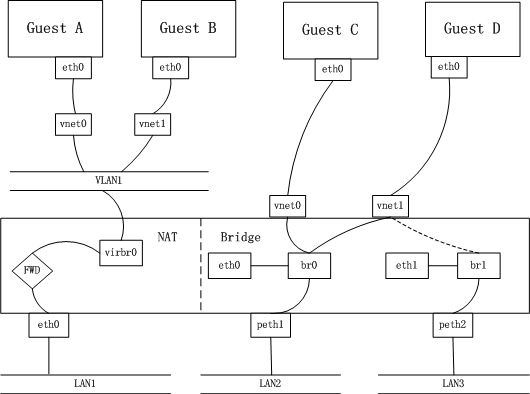 Guest A
Guest B
Guest C
Guest D
eth0
eth0
eth0
eth0
vnet0
vnet1
VLAN1
vnet0
vnet1
NAT
Bridge
virbr0
FWD
eth0
br0
eth1
br1
eth0
peth1
peth2
LAN1
LAN2
LAN3